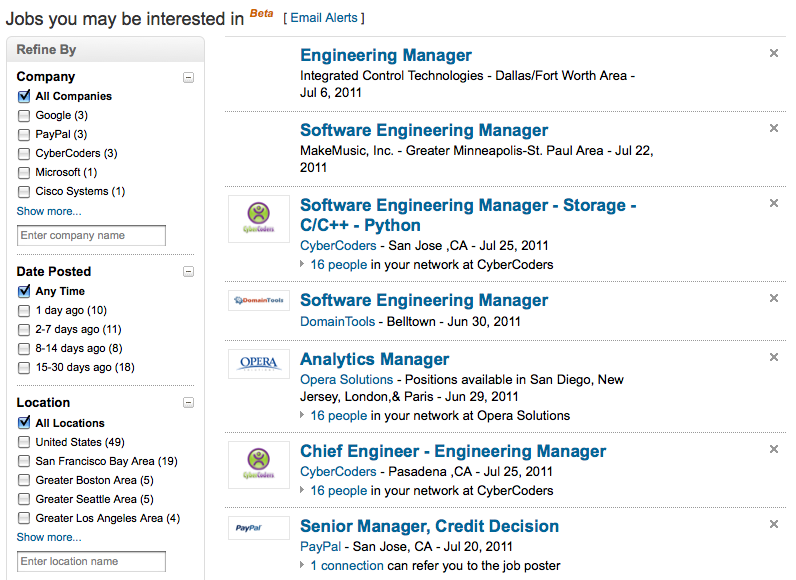 Jobs you may be interested in Beta [ Email Alerts ]
Refine By
Company
All Companies
Google (3)
PayPal (3)
CyberCoders (3)
Microsoft (1)
Cisco Systems (1)
Show more...
Enter company name
Date Posted
Any Time
1 day ago (10)
2-7 days ago (11)
8-14 days ago (8)
15-30 days ago (18)
Location
All Locations
United States (49)
San Francisco Bay Area (19)
Greater Boston Area (5)
Greater Seattle Area (5)
Greater Los Angeles Area (4)
Show more...
Enter location name
Engineering Manager
Integrated Control Technologies - Dallas/Fort Worth Area -
Jul 6, 2011
Software Engineering Manager
MakeMusic, Inc. - Greater Minneapolis-St. Paul Area - Jul 22,
2011
CyberCoders
Software Engineering Manager - Storage -
C/C++ - Python
CyberCoders - San Jose ,CA - Jul 25, 2011
16 people in your network at CyberCoders
DomainTools
Software Engineering Manager
DomainTools - Belltown - Jun 30, 2011
OPERA
SOLUTIONS
Analytics Manager
Opera Solutions - Positions available in San Diego, New
Jersey, London,& Paris - Jun 29, 2011
16 people in your network at Opera Solutions
CyberCoders
Chief Engineer - Engineering Manager
CyberCoders - Pasadena ,CA - Jul 25, 2011
16 people in your network at CyberCoders
PayPal
Senior Manager, Credit Decision
PayPal - San Jose, CA - Jul 20, 2011
1 connection can refer you to the job poster